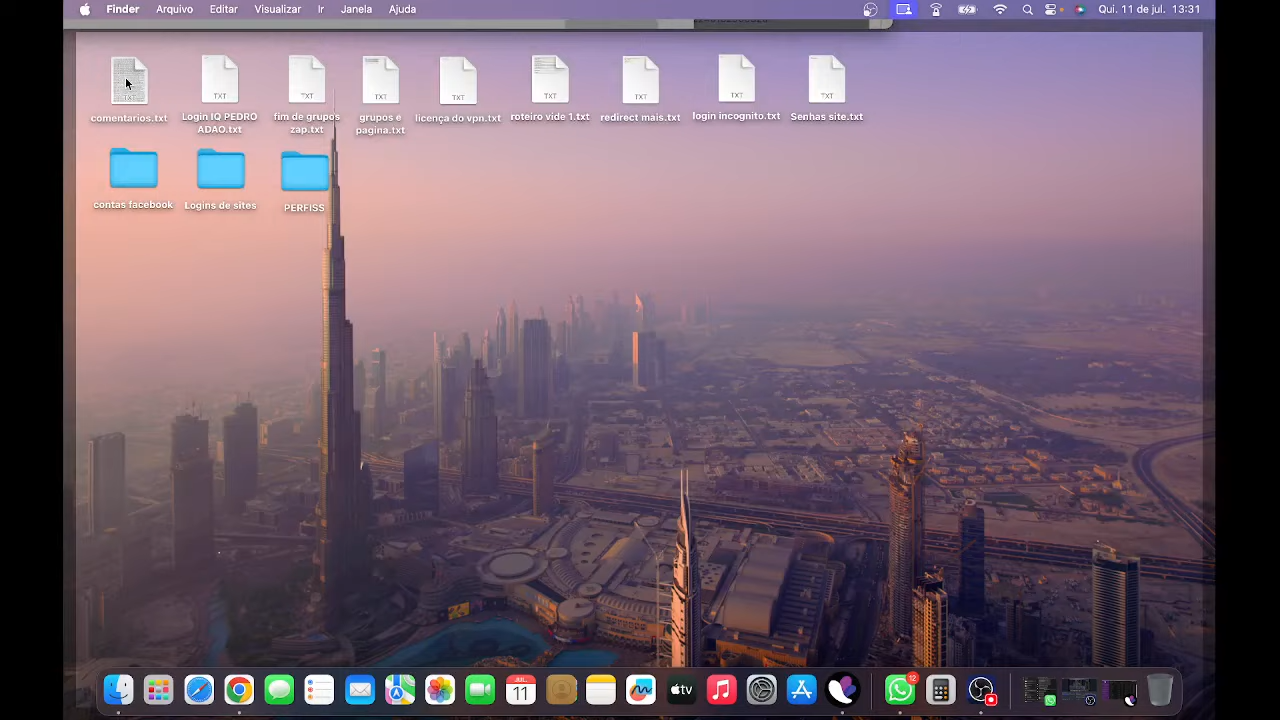 Finder Arquivo Editar Visualizar Ir Janela Ajuda Qui. 11 de jul. 13:31
TXT TXT TXT TXT TXT TXT TXT TXT
comentarios.txt
Login IQ PEDRO
ADAO.txt
fim de grupos
zap.txt
grupos e
pagina.txt
licença do vpn.txt
roteiro vide 1.txt
redirect mais.txt
login incognito.txt
Senhas site.txt
contas facebook
Logins de sites
PERFISS
JUL.
11
tv
12